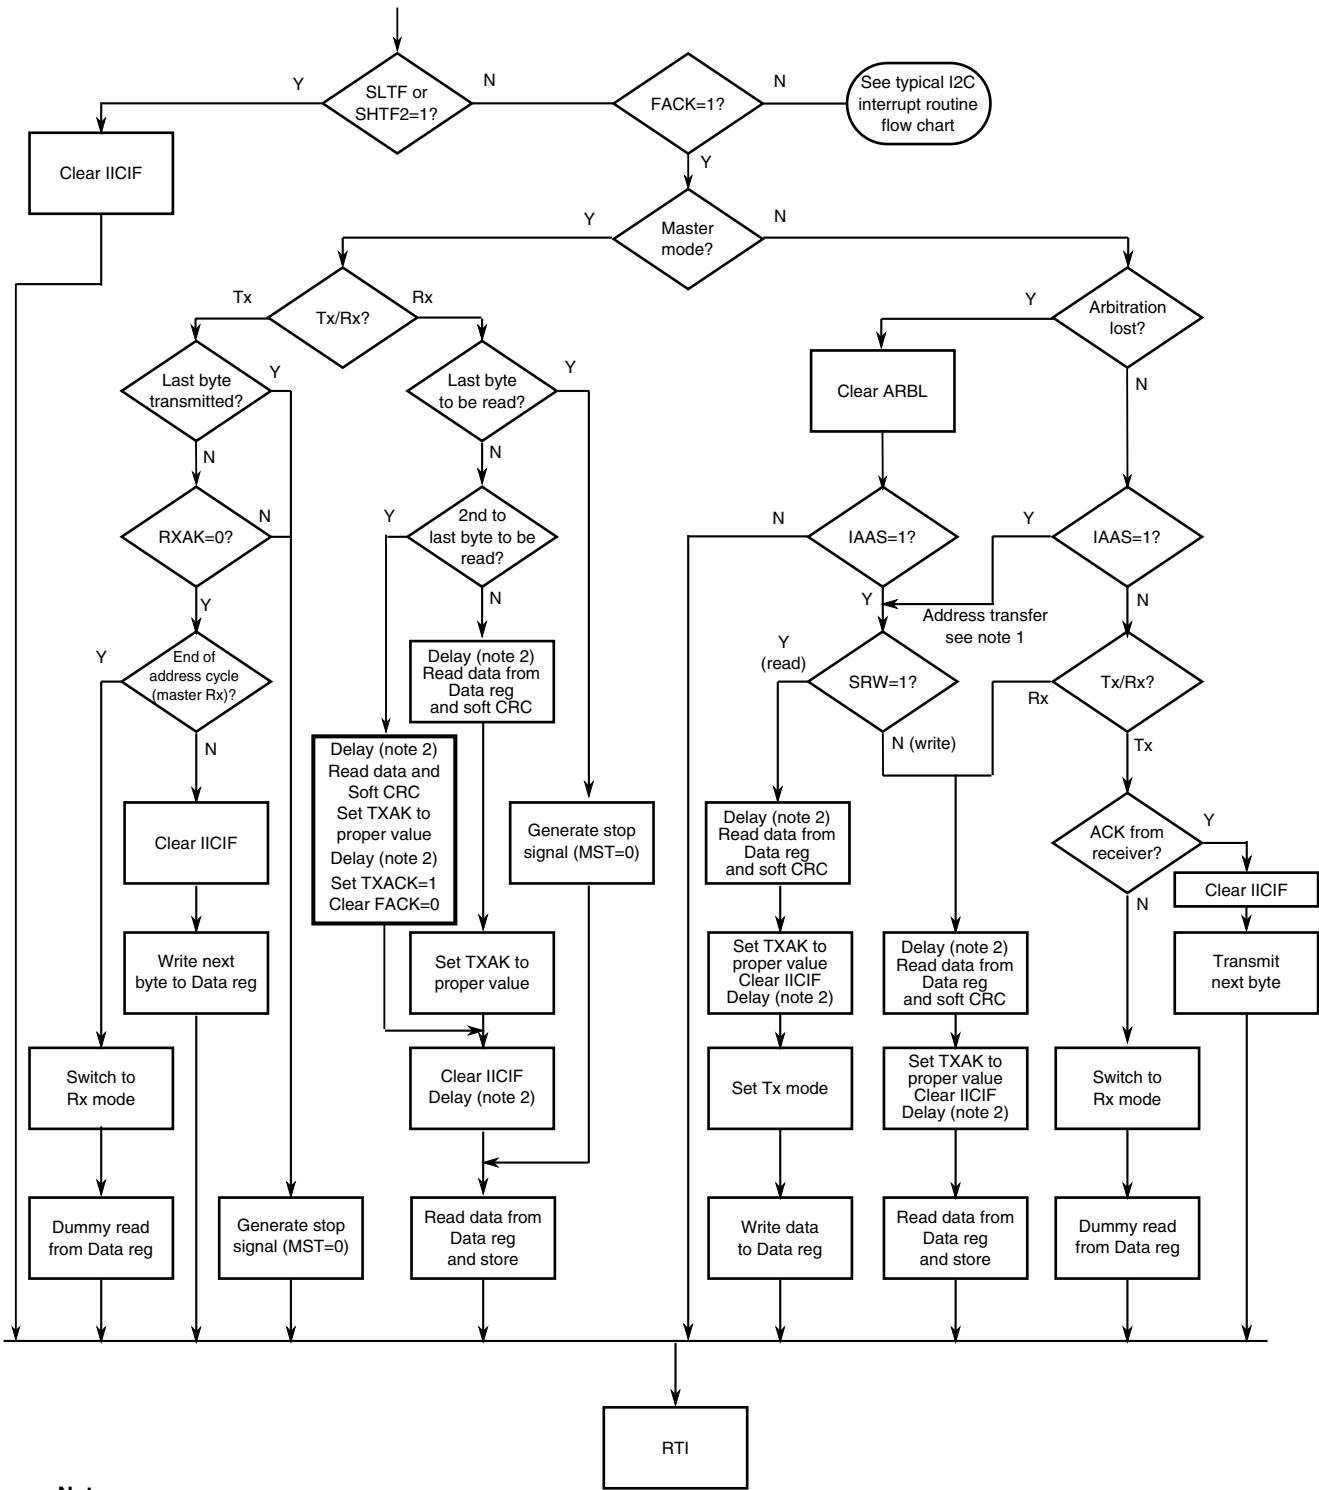 Y
SLTF or
SHTF2=1?
N
FACK=1?
N
See typical I2C
interrupt routine
flow chart
Clear IICIF
Y
Y
Master
mode?
N
Tx
Tx/Rx?
Rx
Y
Arbitration
lost?
N
Last byte
transmitted?
Y
N
Last byte
to be read?
Y
N
Clear ARBL
RXAK=0?
N
Y
Y
2nd to
last byte to be
read?
N
N
IAAS=1?
Y
Y
IAAS=1?
N
Address transfer
see note 1
Y
End of
address cycle
(master Rx)?
N
Delay (note 2)
Read data from
Data reg
and soft CRC
Y
(read)
SRW=1?
N (write)
Rx
Tx/Rx?
Tx
Delay (note 2)
Read data and
Soft CRC
Set TXAK to
proper value
Delay (note 2)
Set TXACK=1
Clear FACK=0
Clear IICIF
Generate stop
signal (MST=0)
Delay (note 2)
Read data from
Data reg
and soft CRC
ACK from
receiver?
Y
N
Clear IICIF
Write next
byte to Data reg
Set TXAK to
proper value
Set TXAK to
proper value
Clear IICIF
Delay (note 2)
Delay (note 2)
Read data from
Data reg
and soft CRC
Transmit
next byte
Switch to
Rx mode
Clear IICIF
Delay (note 2)
Set Tx mode
Set TXAK to
proper value
Clear IICIF
Delay (note 2)
Switch to
Rx mode
Dummy read
from Data reg
Generate stop
signal (MST=0)
Read data from
Data reg
and store
Write data
to Data reg
Read data from
Data reg
and store
Dummy read
from Data reg
RTI